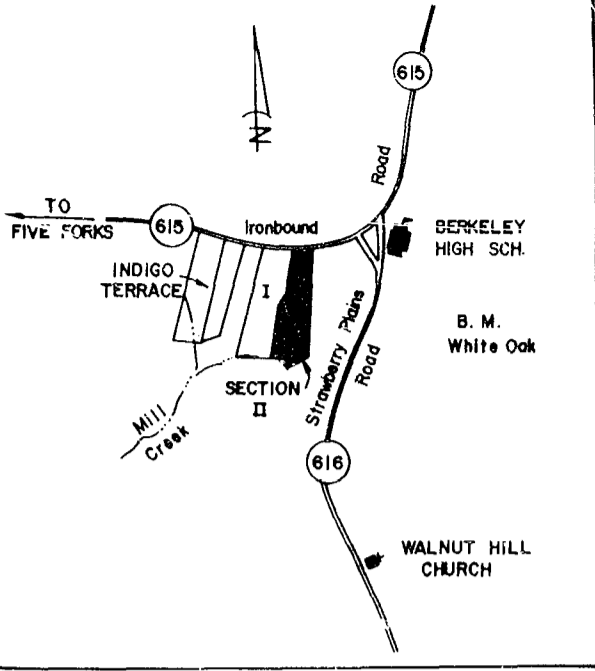 615
N
Road
TO
FIVE FORKS
615
Ironbound
BERKELEY
HIGH SCH.
INDIGO
TERRACE
I
B. M.
White Oak
Strawberry Plains
Road
SECTION
II
Mill
Creek
616
WALNUT HILL
CHURCH